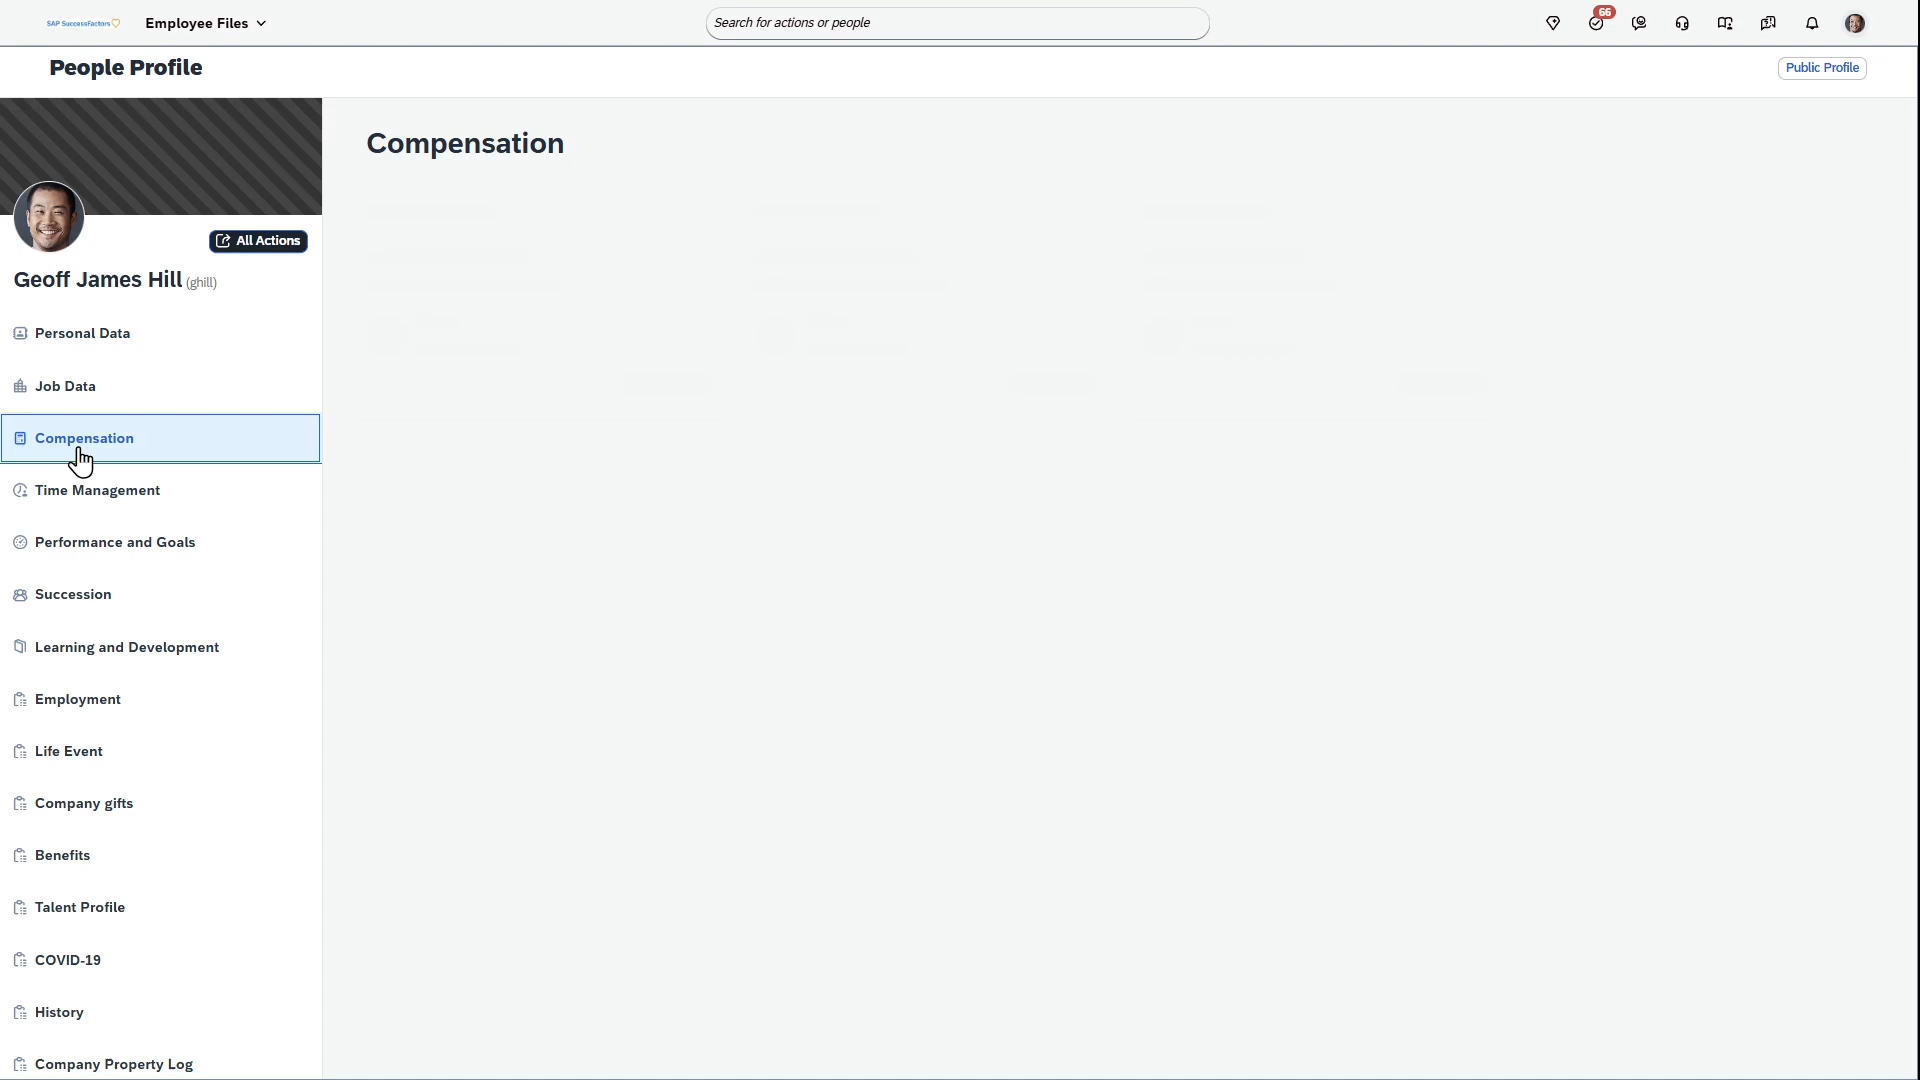 SAP SuccessFactors
Employee Files
Search for actions or people
66
People Profile
Public Profile
All Actions
Geoff James Hill (ghill)
Personal Data
Job Data
Compensation
Time Management
Performance and Goals
Succession
Learning and Development
Employment
Life Event
Company gifts
Benefits
Talent Profile
COVID-19
History
Company Property Log
Compensation